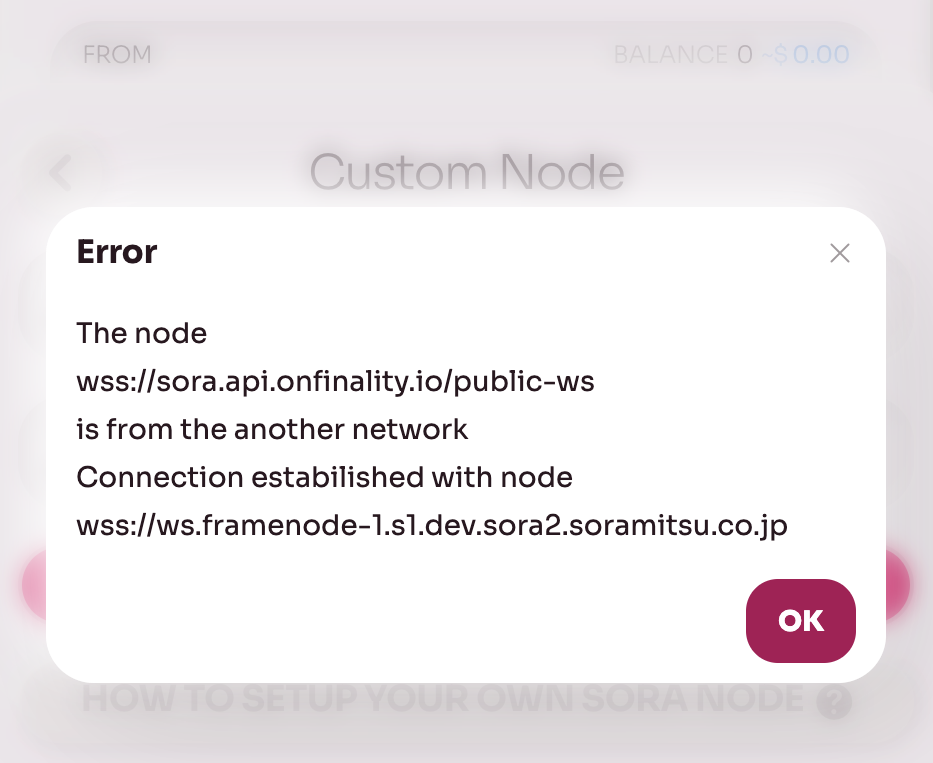 FROM
BALANCE 0 ~$ 0.00
Custom Node
Error
The node
wss://sora.api.onfinality.io/public-ws
is from the another network
Connection estabilished with node
wss://ws.framenode-1.s1.dev.sora2.soramitsu.co.jp
OK
HOW TO SETUP YOUR OWN SORA NODE ?